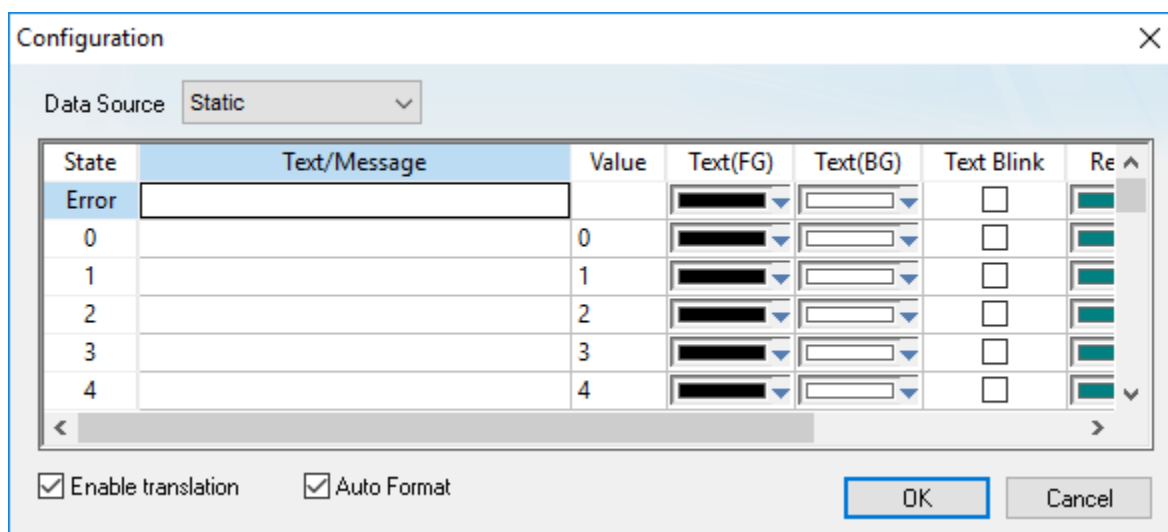 Configuration
Data Source Static
State Text/Message Value Text(FG) Text(BG) Text Blink Re
Error
0 0
1 1
2 2
3 3
4 4
Enable translation Auto Format OK Cancel